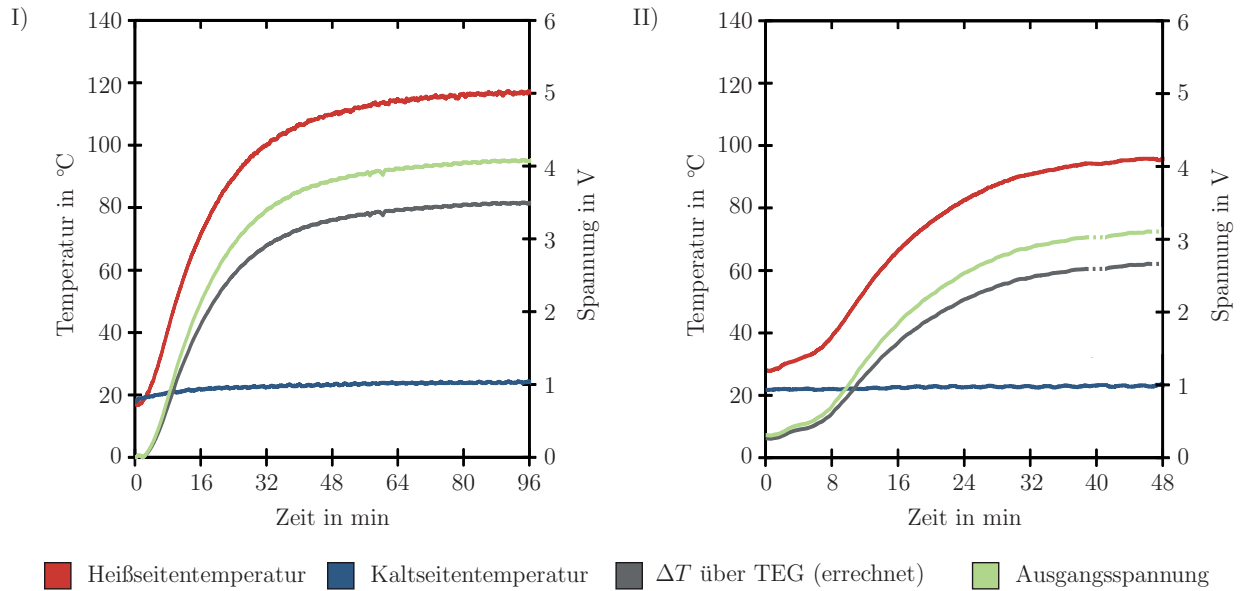 I)
140
120
100
80
60
40
20
0
Temperatur in °C
6
5
4
3
2
1
0
Spannung in V
0 16 32 48 64 80 96
Zeit in min
II)
140
120
100
80
60
40
20
0
Temperatur in °C
6
5
4
3
2
1
0
Spannung in V
0 8 16 24 32 40 48
Zeit in min
Heißseitentemperatur Kaltseitentemperatur ΔT über TEG (errechnet) Ausgangsspannung